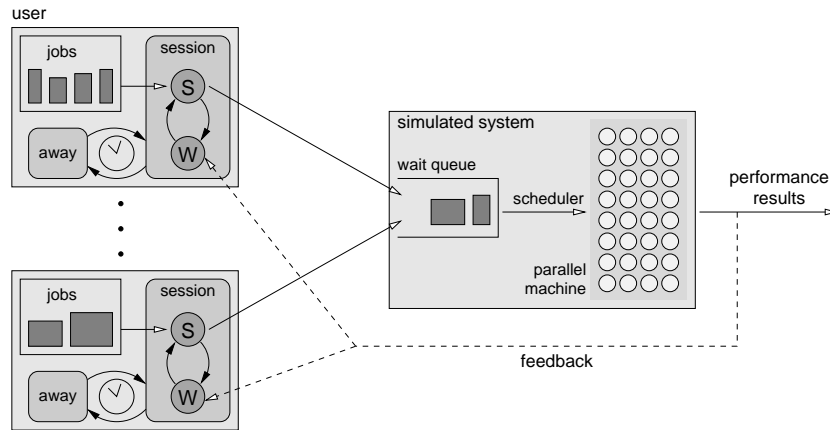 user
jobs
session
S
away
W
simulated system
wait queue
scheduler
parallel
machine
performance
results
feedback
jobs
session
S
away
W